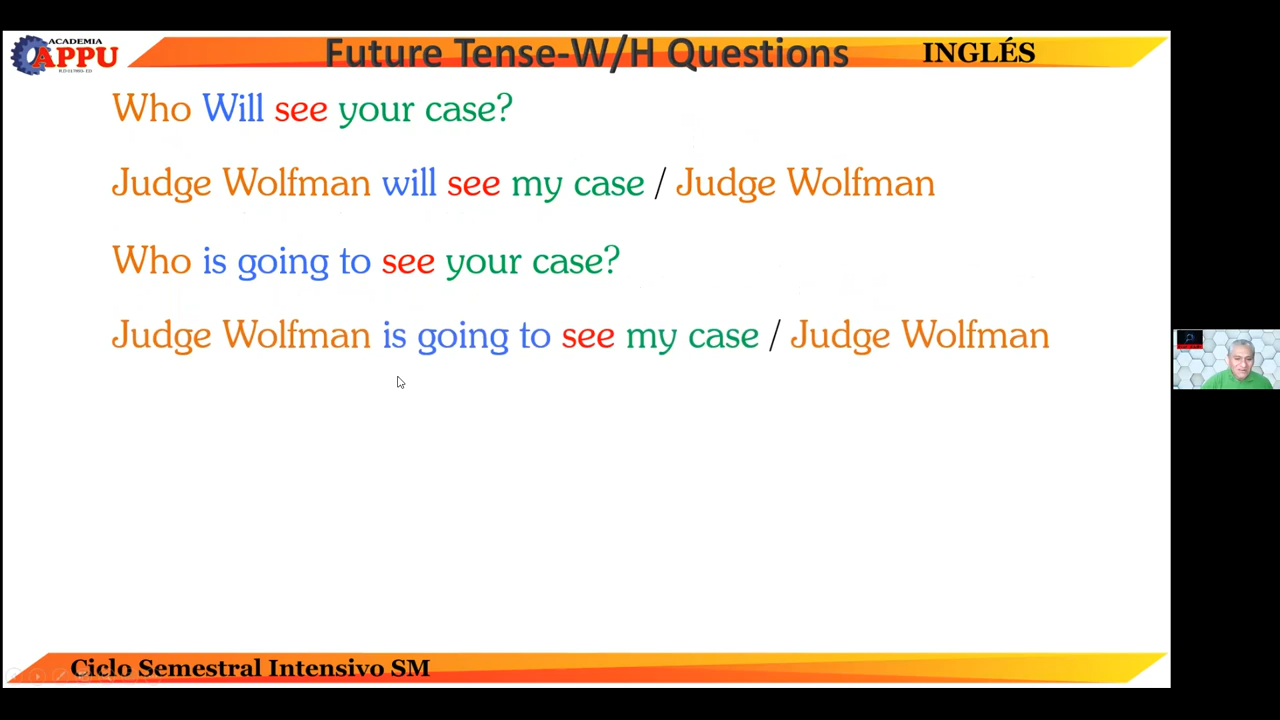 ACADEMIA
APPU
Future Tense-W/H Questions
INGLÉS
Who Will see your case?
Judge Wolfman will see my case / Judge Wolfman
Who is going to see your case?
Judge Wolfman is going to see my case / Judge Wolfman
Ciclo Semestral Intensivo SM